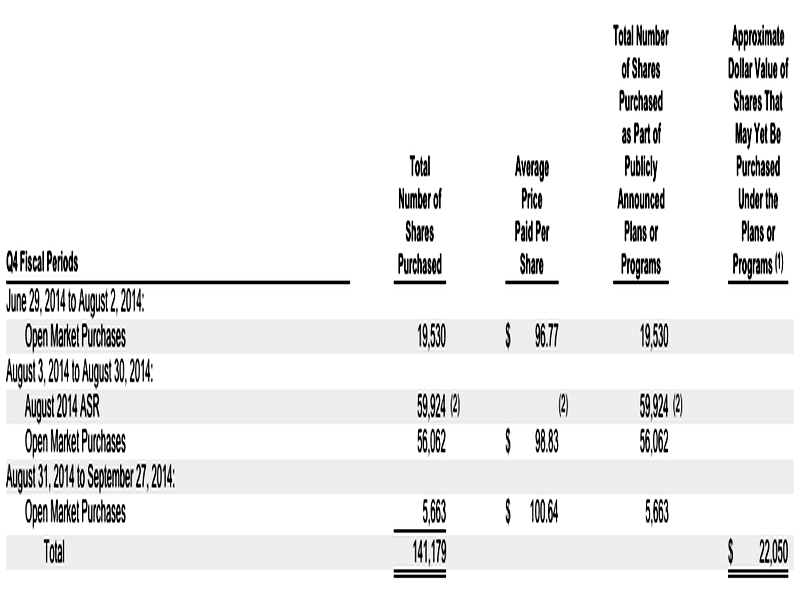 Total Number Approximate
of Shares Dollar Value of
Purchased Shares That
as Part of May Yet Be
Total Average Publicly Purchased
Number of Price Announced Under the
Shares Paid Per Plans or Plans or
Q4 Fiscal Periods Purchased Share Programs Programs (1)
June 29, 2014 to August 2, 2014:
Open Market Purchases 19,530 $ 96.77 19,530
August 3, 2014 to August 30, 2014:
August 2014 ASR 59,924 (2) (2) 59,924 (2)
Open Market Purchases 56,062 $ 98.83 56,062
August 31, 2014 to September 27, 2014:
Open Market Purchases 5,663 $ 100.64 5,663
Total 141,179 $ 22,050